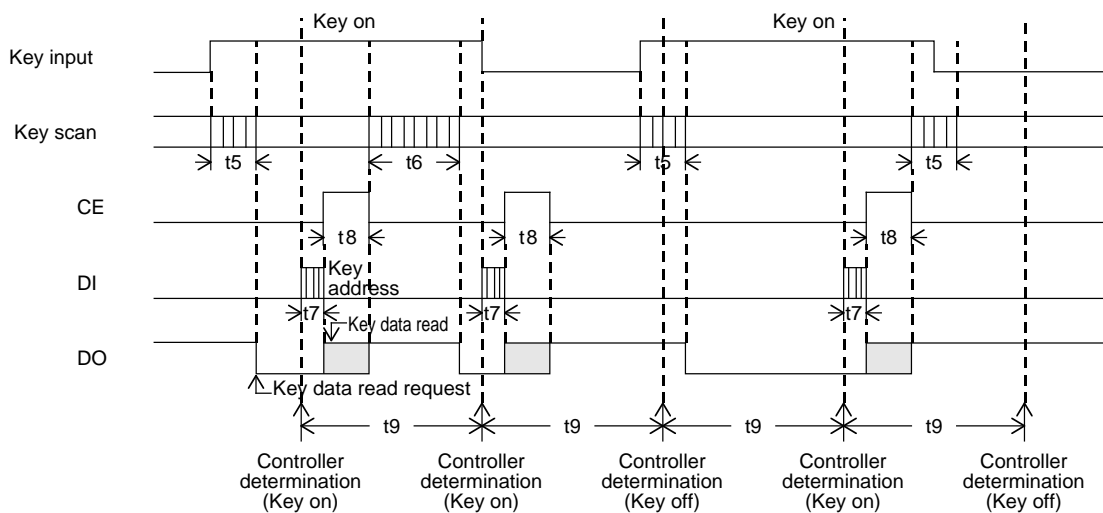 Key on
Key on
Key input
Key scan
t5
t6
t5
t5
CE
t8
t8
t8
DI
Key
address
t7
t7
t7
Key data read
DO
Key data read request
t9
t9
t9
t9
Controller
determination
(Key on)
Controller
determination
(Key on)
Controller
determination
(Key off)
Controller
determination
(Key on)
Controller
determination
(Key off)